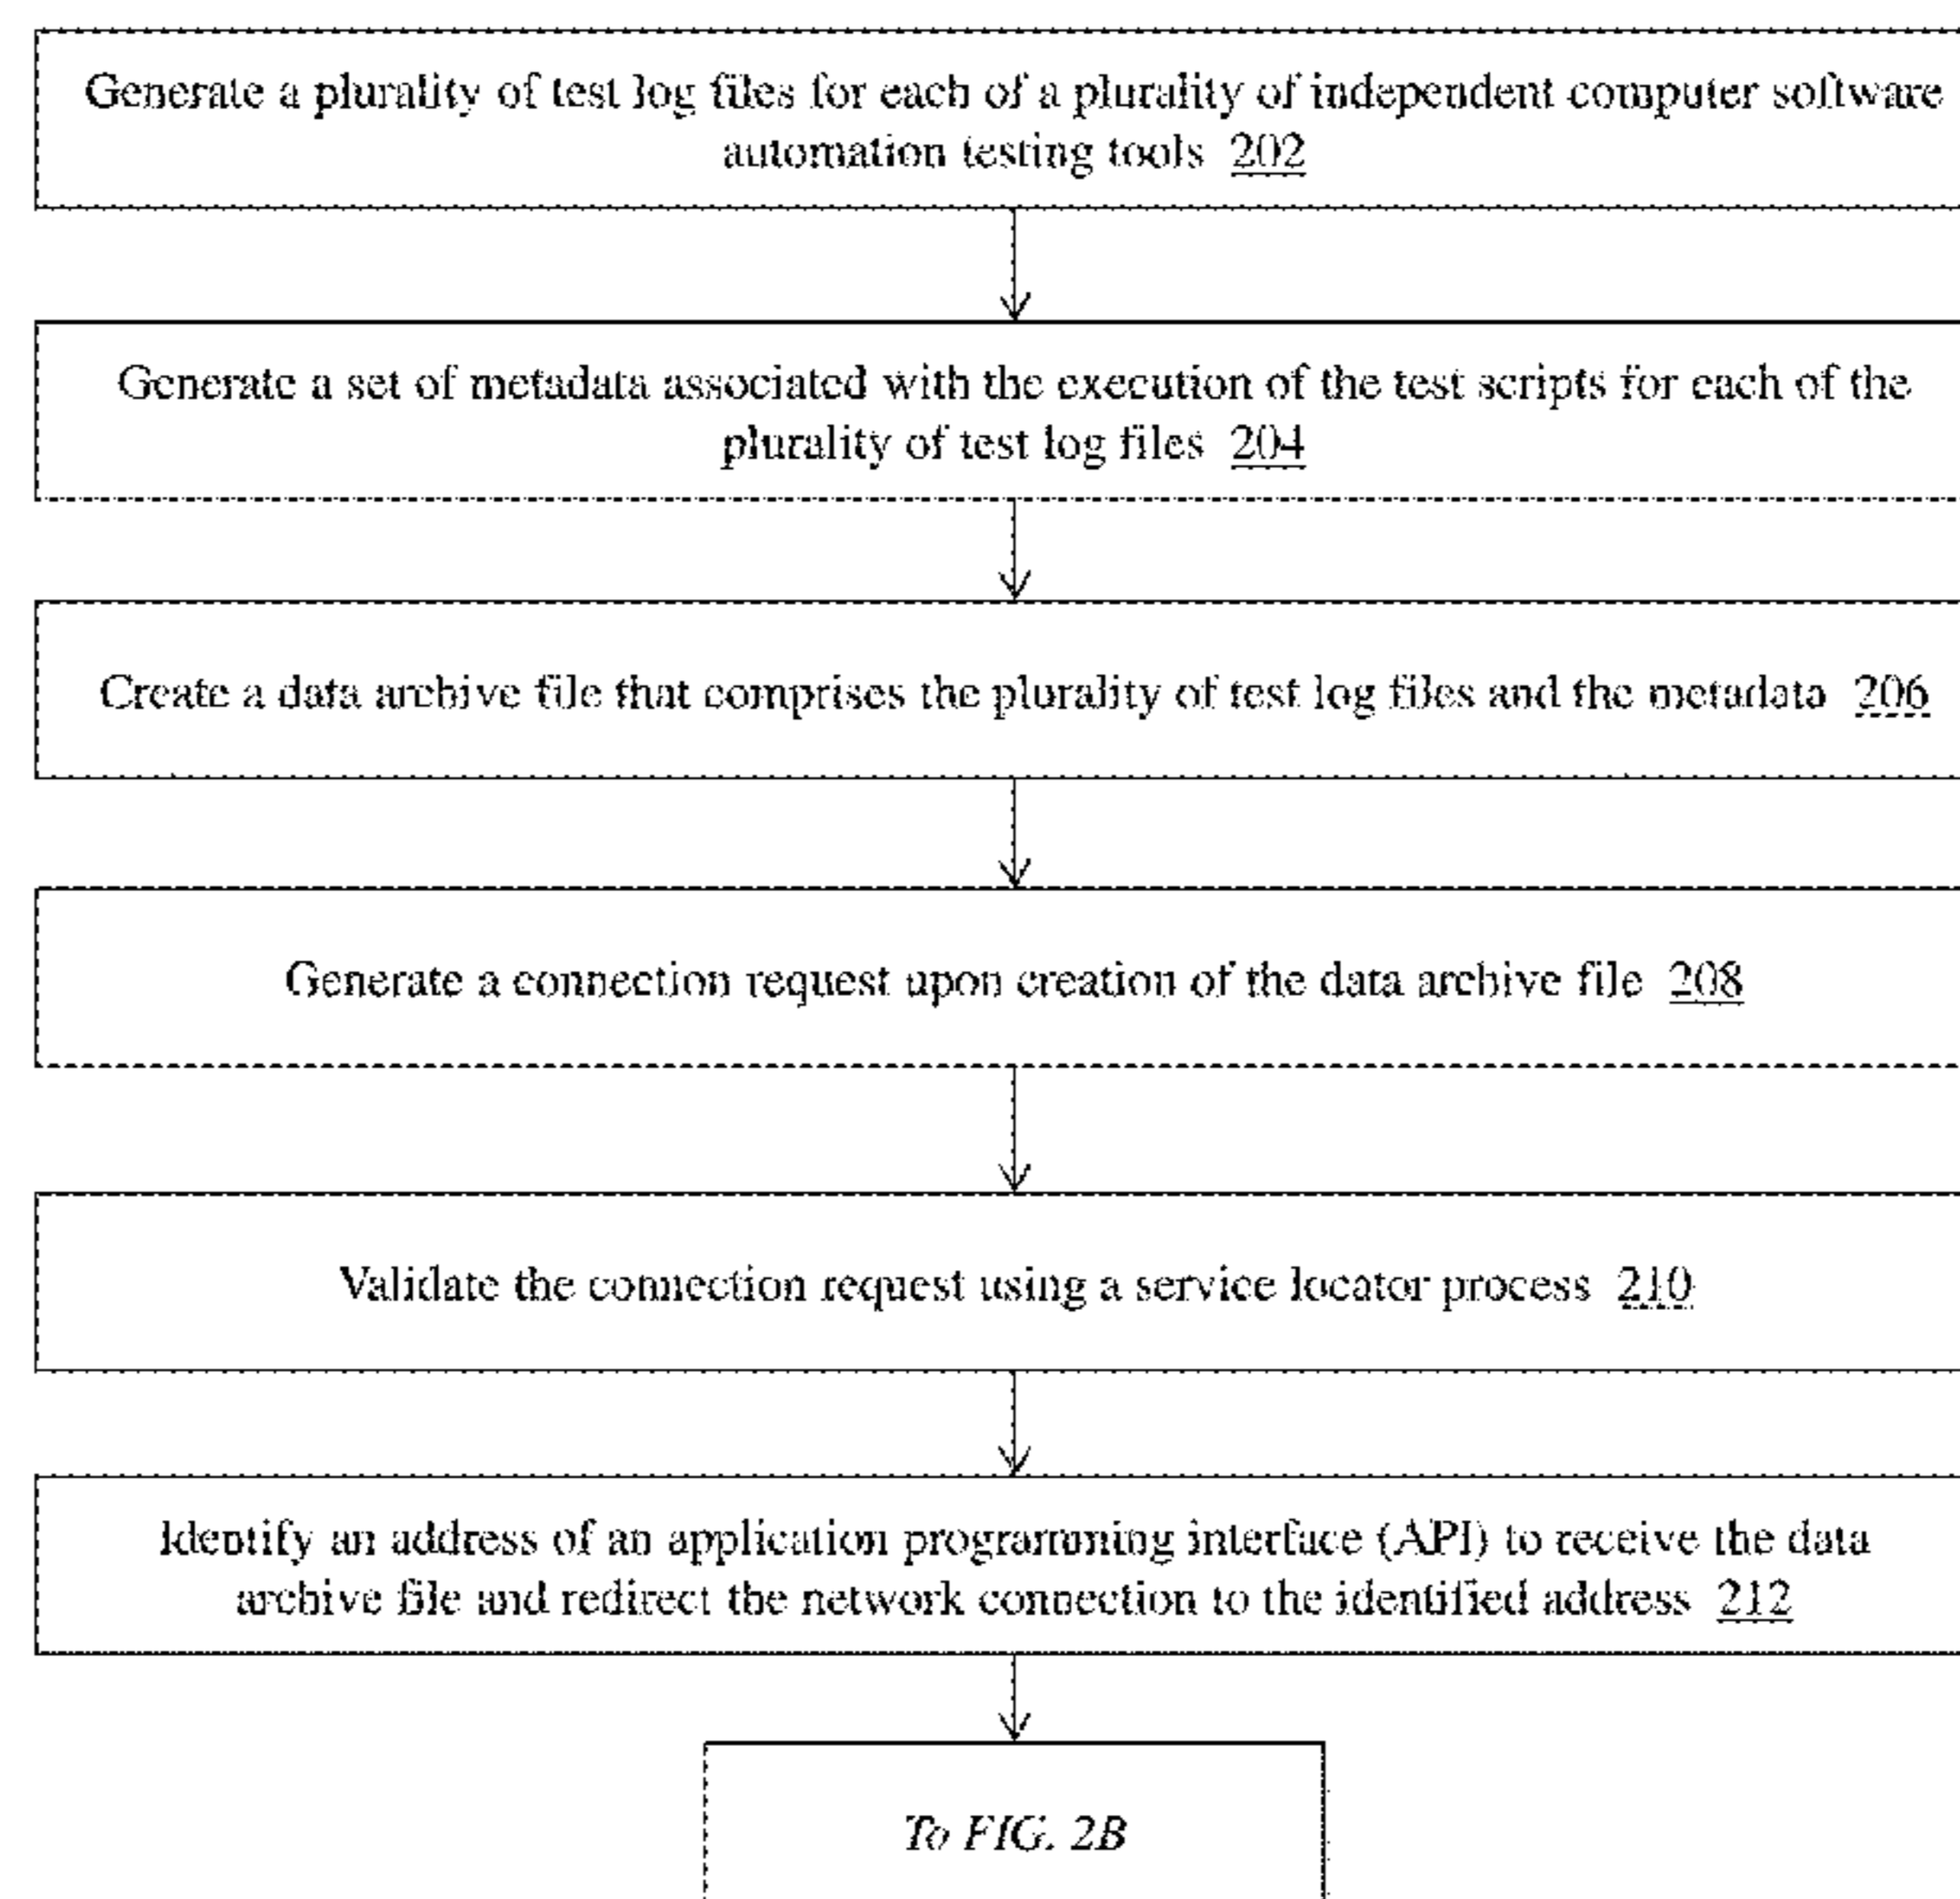 Generate a plurality of test log files for each of a plurality of independent computer software
automation testing tools 202
Generate a set of metadata associated with the execution of the test scripts for each of the
plurality of test log files 204
Create a data archive file that comprises the plurality of test log files and the metadata 206
Generate a connection request upon creation of the data archive file 208
Validate the connection request using a service locator process 210
Identify an address of an application programming interface (API) to receive the data
archive file and redirect the network connection to the identified address 212
To FIG. 2B